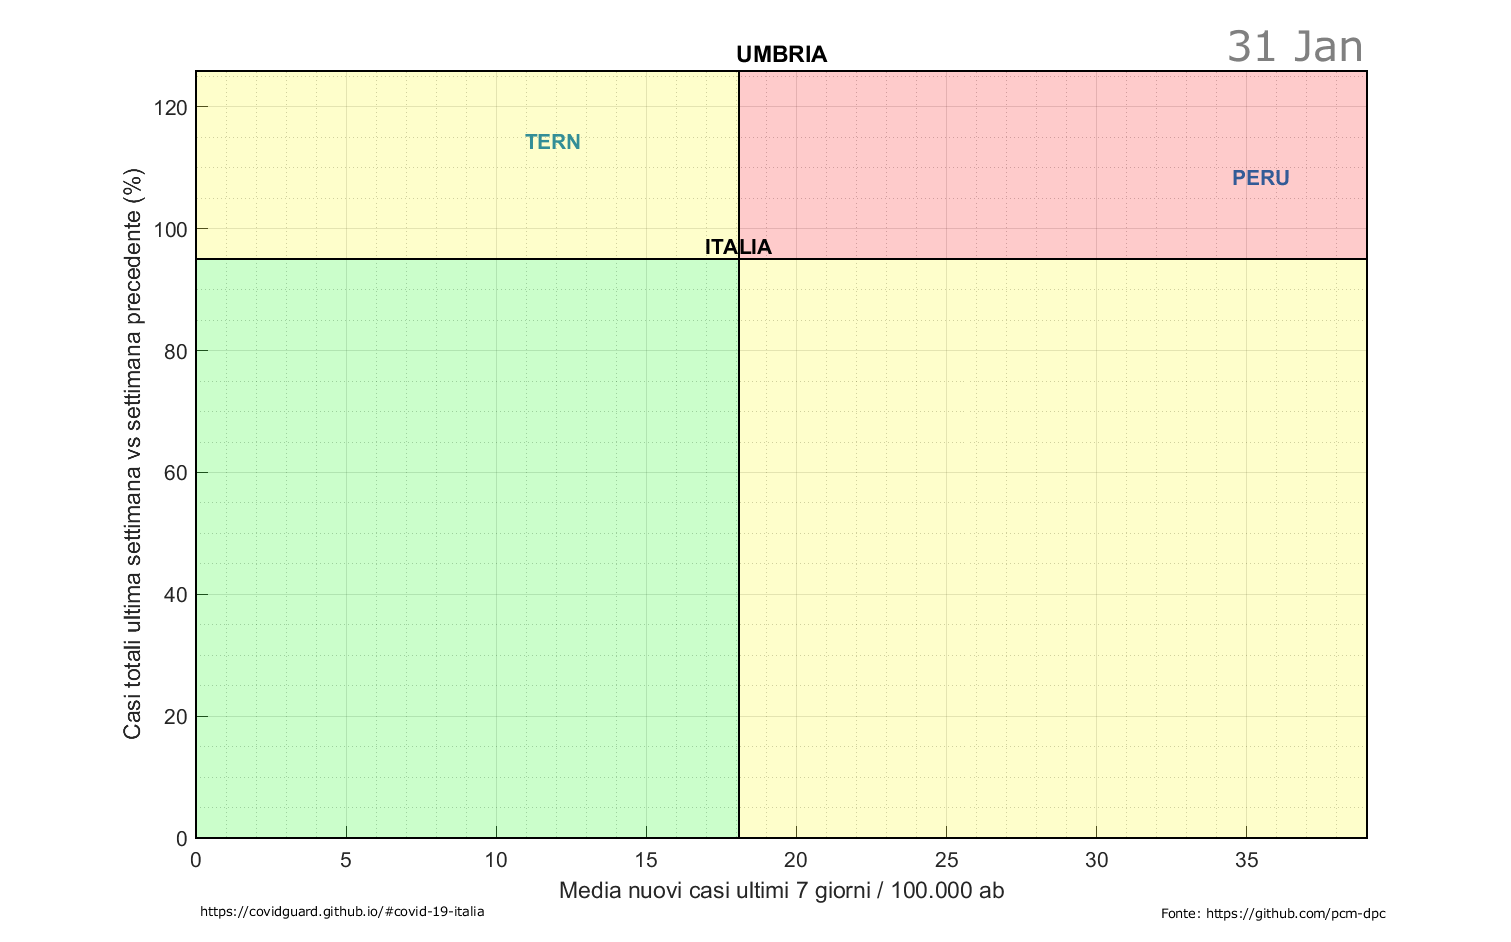 31 Jan
UMBRIA
Casi totali ultima settimana vs settimana precedente (%)
120
100
80
60
40
20
0
TERN
PERU
ITALIA
0 5 10 15 20 25 30 35
Media nuovi casi ultimi 7 giorni / 100.000 ab
https://covidguard.github.io/#covid-19-italia
Fonte: https://github.com/pcm-dpc